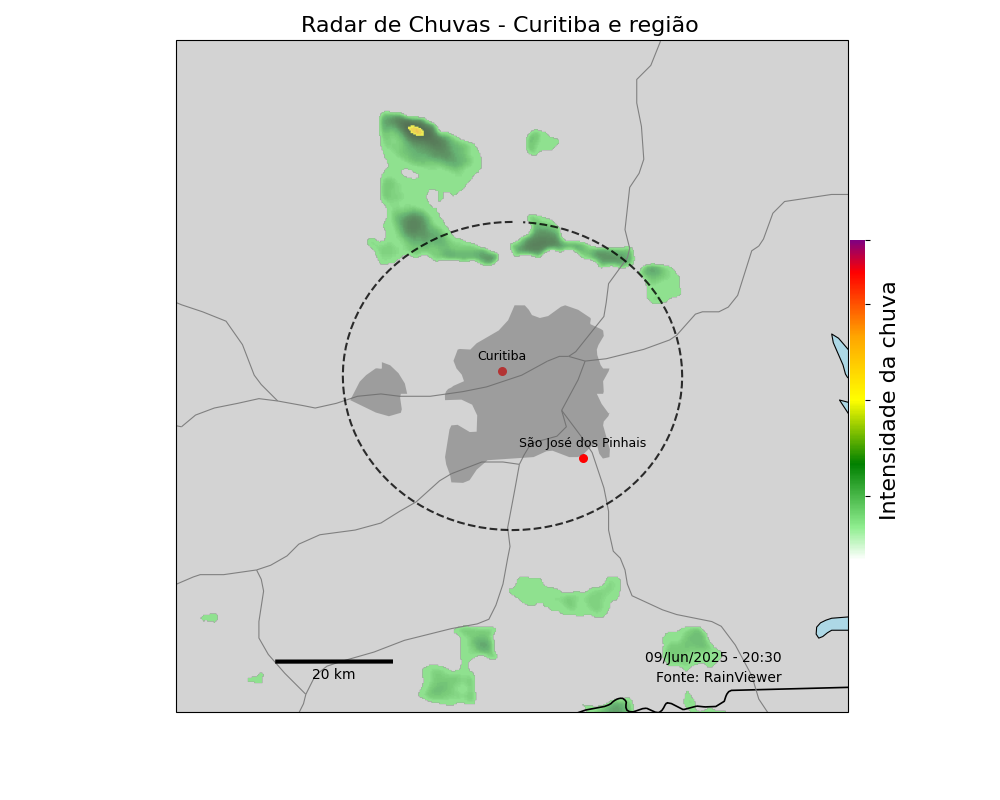 Radar de Chuvas - Curitiba e região
Curitiba
São José dos Pinhais
Intensidade da chuva
20 km
09/Jun/2025 - 20:30
Fonte: RainViewer